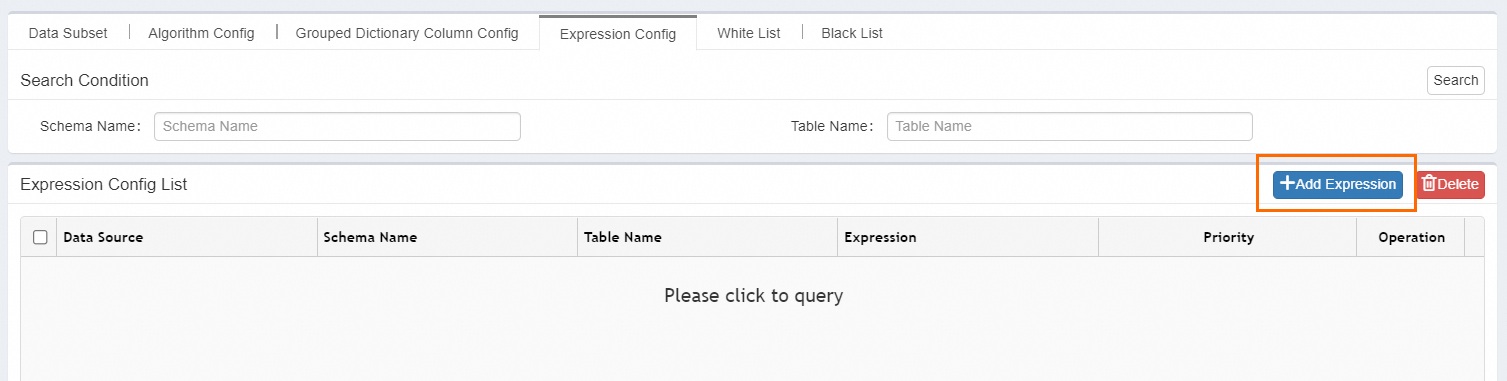 Data Subset | Algorithm Config | Grouped Dictionary Column Config Expression Config White List | Black List
Search Condition Search
Schema Name: Schema Name Table Name: Table Name
Expression Config List Add Expression Delete
Data Source Schema Name Table Name Expression Priority Operation
Please click to query